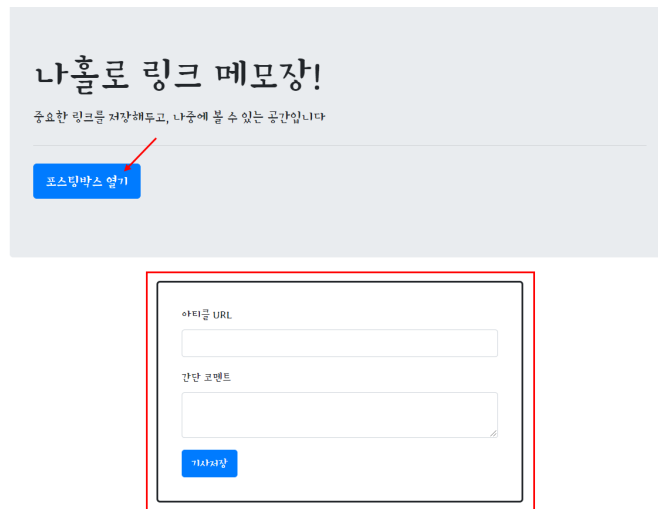 나홀로 링크 메모장!
중요한 링크를 저장해두고, 나중에 볼 수 있는 공간입니다
포스팅박스 열기
아티클 URL
간단 코멘트
기사저장